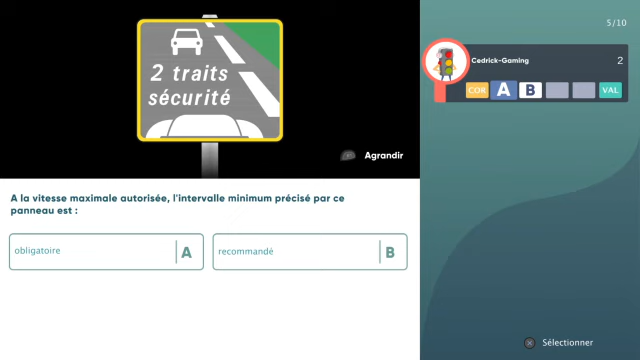 5/10
2 traits
sécurité
Agrandir
Cedrick-Gaming 2
COR A B VAL
A la vitesse maximale autorisée, l'intervalle minimum précisé par ce
panneau est :
obligatoire A
recommandé B
Sélectionner